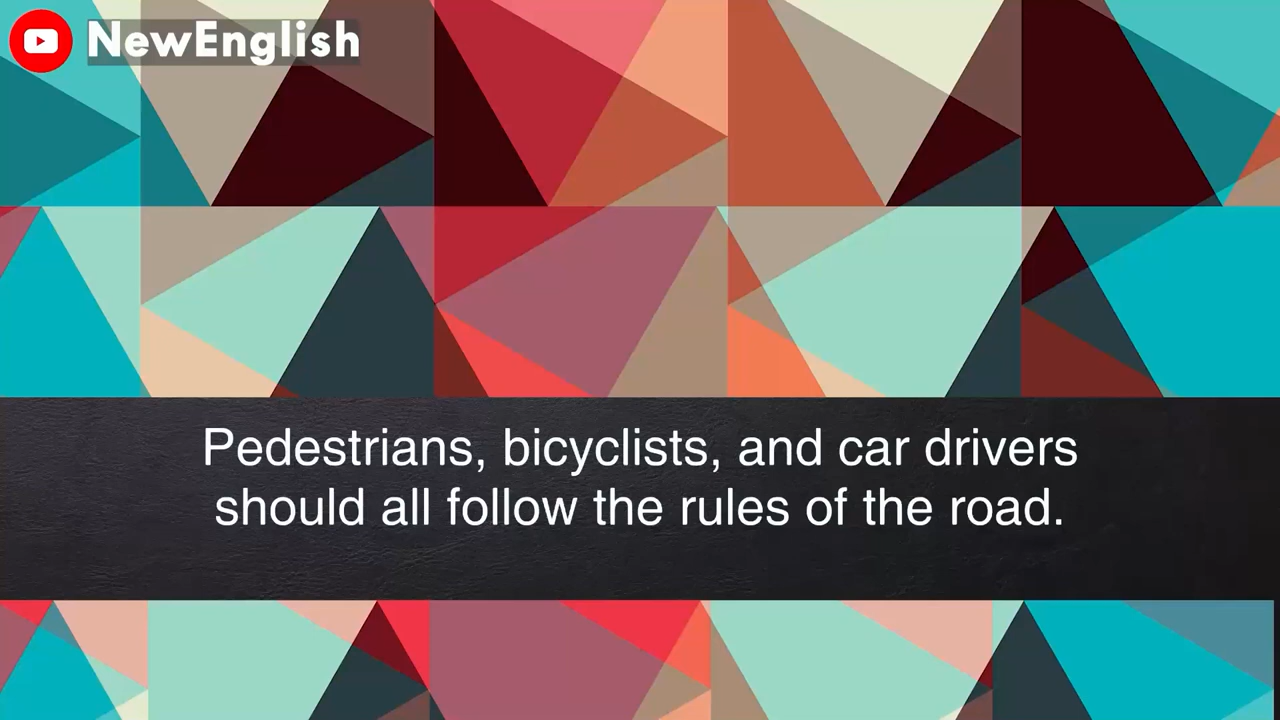 NewEnglish
Pedestrians, bicyclists, and car drivers
should all follow the rules of the road.